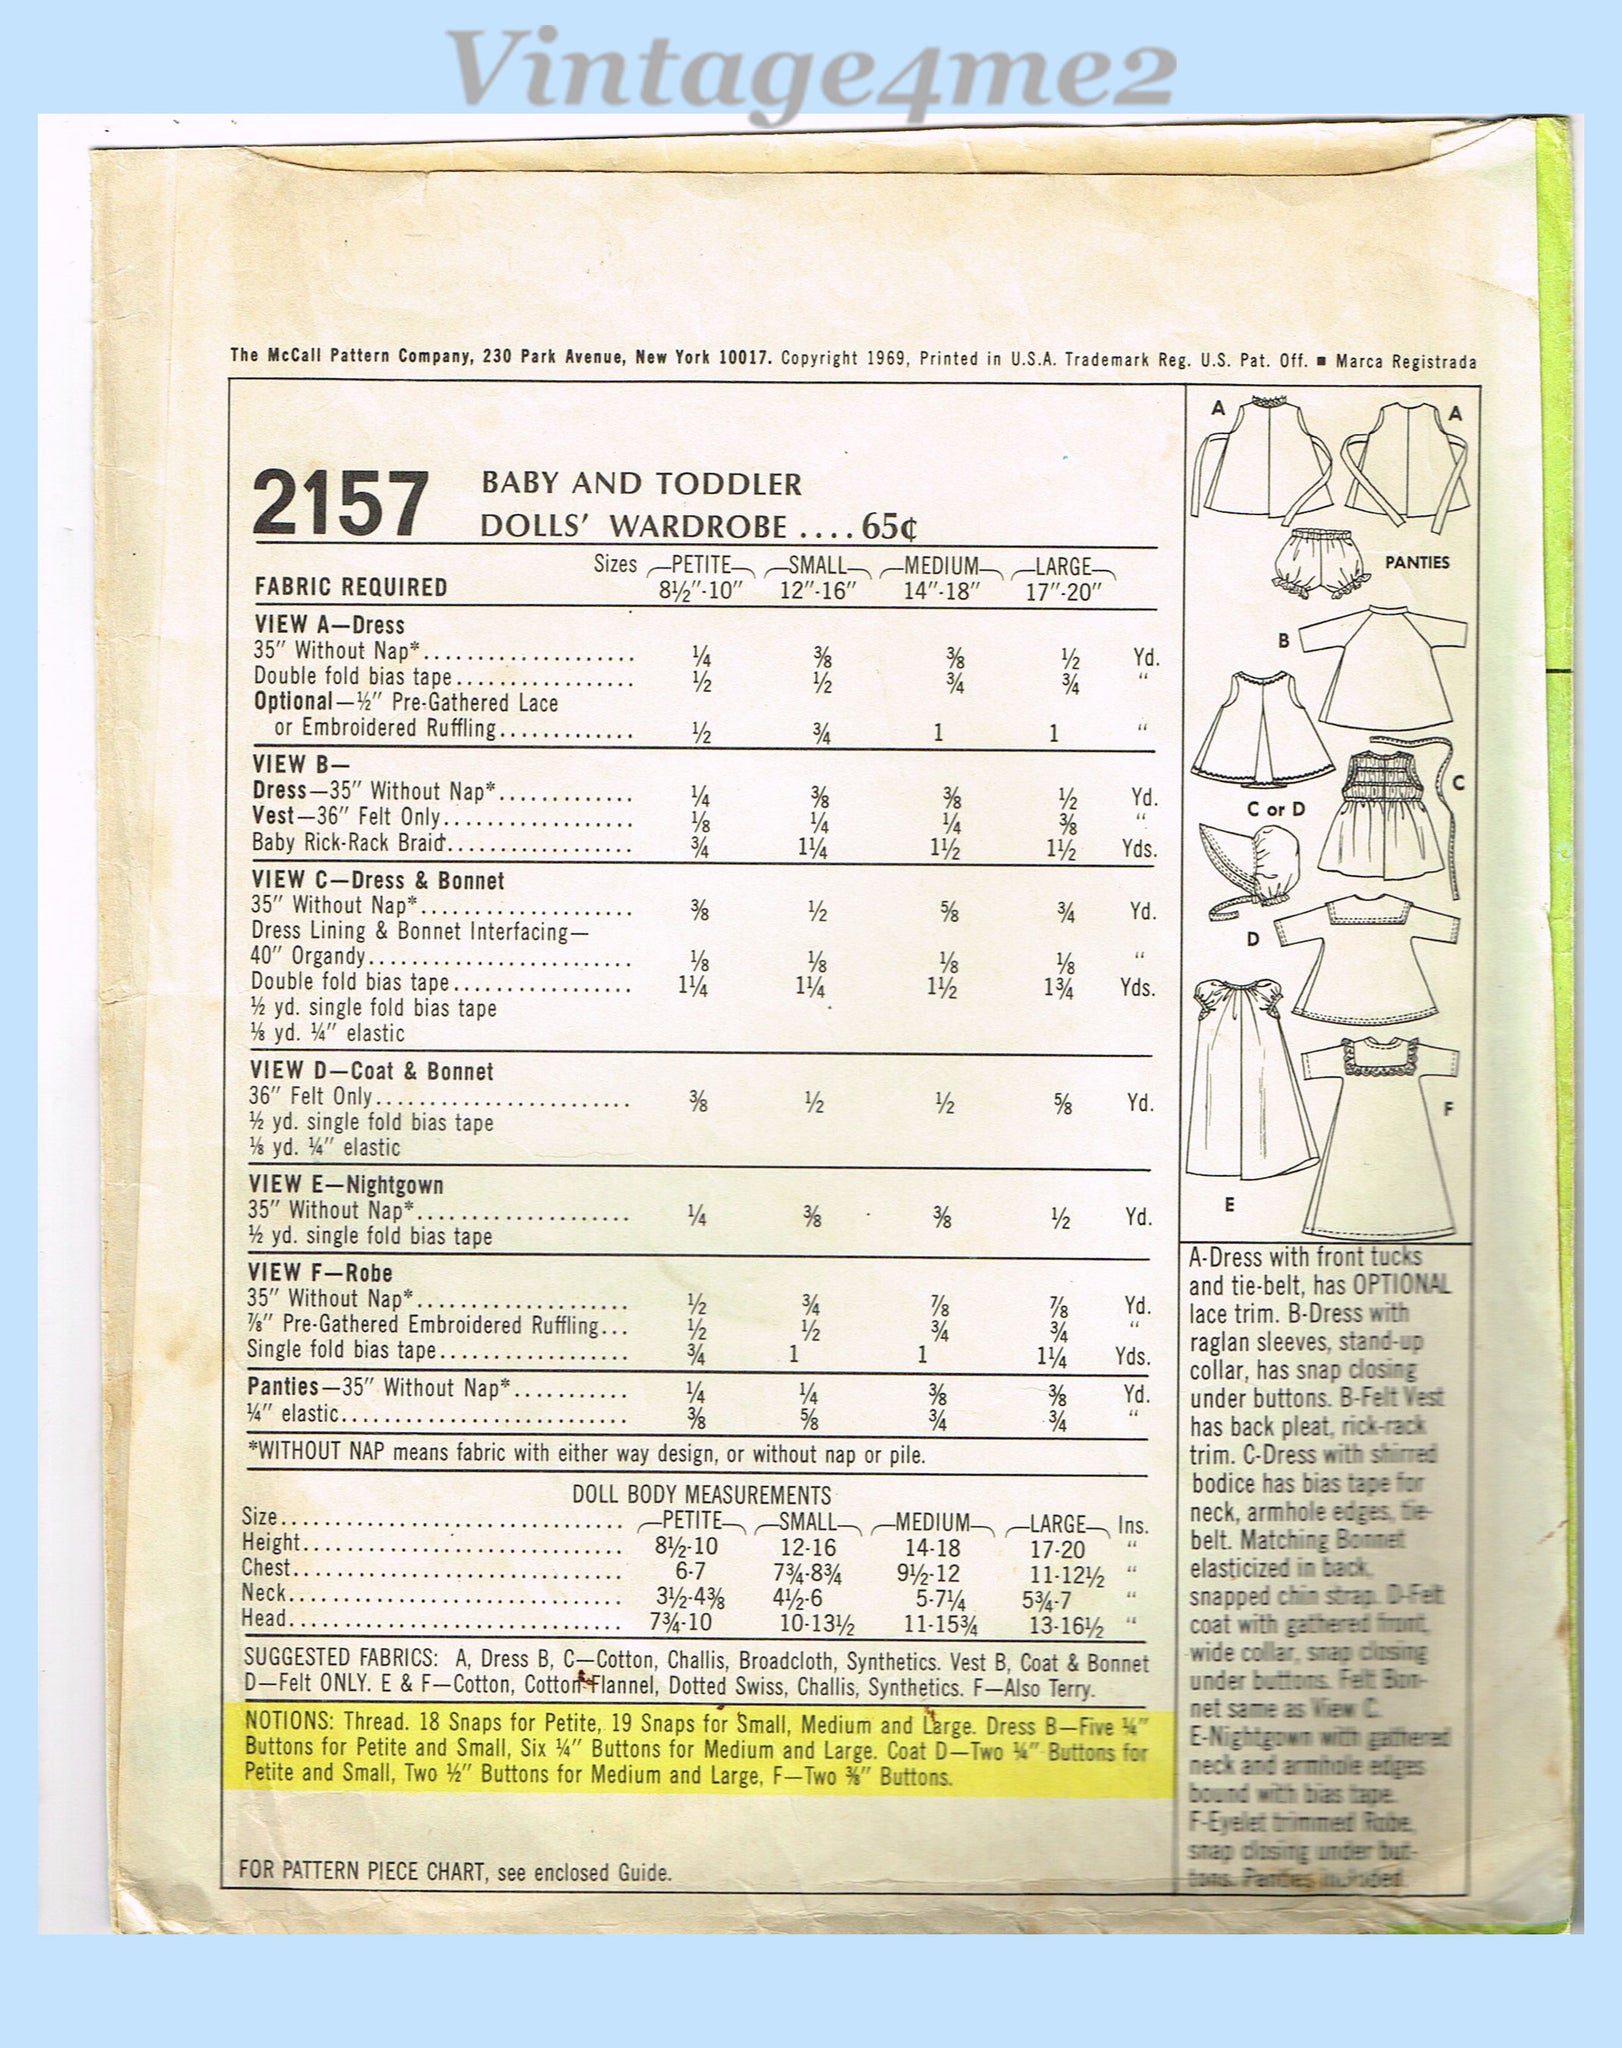 Vintage4me2
The McCall Pattern Company, 230 Park Avenue, New York 10017. Copyright 1969, Printed in U.S.A. Trademark Reg. U.S. Pat. Off. ■ Marca Registrada
2157 BABY AND TODDLER
DOLLS' WARDROBE .... 65¢
Sizes PETITE SMALL MEDIUM LARGE
FABRIC REQUIRED 8½"-10" 12"-16" 14"-18" 17"-20"
VIEW A—Dress
35" Without Nap*.................... ¼ ⅜ ⅜ ½ Yd.
Double fold bias tape................. ½ ½ ¾ ¾ "
Optional—½" Pre-Gathered Lace
or Embroidered Ruffling............. ½ ¾ 1 1 "
VIEW B—
Dress—35" Without Nap*............. ¼ ⅜ ⅜ ½ Yd.
Vest—36" Felt Only.................. ⅛ ¼ ¼ ⅜ "
Baby Rick-Rack Braid.................. ¾ 1¼ 1½ 1½ Yds.
VIEW C—Dress & Bonnet
35" Without Nap*.................... ⅜ ½ ⅝ ¾ Yd.
Dress Lining & Bonnet Interfacing—
40" Organdy......................... ⅛ ⅛ ⅛ ⅛ "
Double fold bias tape................. 1¼ 1¼ 1½ 1¾ Yds.
½ yd. single fold bias tape
⅛ yd. ¼" elastic
VIEW D—Coat & Bonnet
36" Felt Only........................ ⅜ ½ ½ ⅝ Yd.
½ yd. single fold bias tape
⅛ yd. ¼" elastic
VIEW E—Nightgown
35" Without Nap*.................... ¼ ⅜ ⅜ ½ Yd.
½ yd. single fold bias tape
VIEW F—Robe
35" Without Nap*.................... ½ ¾ ⅞ ⅞ Yd.
⅞" Pre-Gathered Embroidered Ruffling... ½ ½ ¾ ¾ "
Single fold bias tape.................. ¾ 1 1 1¼ Yds.
Panties—35" Without Nap*........... ¼ ¼ ⅜ ⅜ Yd.
¼" elastic........................... ⅜ ⅝ ¾ ¾ "
*WITHOUT NAP means fabric with either way design, or without nap or pile.
DOLL BODY MEASUREMENTS
Size................................ PETITE SMALL MEDIUM LARGE Ins.
Height.............................. 8½-10 12-16 14-18 17-20 "
Chest............................... 6-7 7¾-8¾ 9½-12 11-12½ "
Neck................................ 3½-4⅜ 4½-6 5-7¼ 5¾-7 "
Head................................ 7¾-10 10-13½ 11-15¾ 13-16½ "
SUGGESTED FABRICS: A, Dress B, C—Cotton, Challis, Broadcloth, Synthetics. Vest B, Coat & Bonnet
D—Felt ONLY. E & F—Cotton, Cotton Flannel, Dotted Swiss, Challis, Synthetics. F—Also Terry.
NOTIONS: Thread. 18 Snaps for Petite, 19 Snaps for Small, Medium and Large. Dress B—Five ¼"
Buttons for Petite and Small, Six ¼" Buttons for Medium and Large. Coat D—Two ¼" Buttons for
Petite and Small, Two ½" Buttons for Medium and Large, F—Two ⅜" Buttons.
FOR PATTERN PIECE CHART, see enclosed Guide.
A
A
PANTIES
B
C
C or D
D
F
E
A-Dress with front tucks
and tie-belt, has OPTIONAL
lace trim. B-Dress with
raglan sleeves, stand-up
collar, has snap closing
under buttons. B-Felt Vest
has back pleat, rick-rack
trim. C-Dress with shirred
bodice has bias tape for
neck, armhole edges, tie-
belt. Matching Bonnet
elasticized in back,
snapped chin strap. D-Felt
coat with gathered front,
wide collar, snap closing
under buttons. Felt Bon-
net same as View C.
E-Nightgown with gathered
neck and armhole edges
bound with bias tape.
F-Eyelet trimmed Robe,
snap closing under but-
tons. Panties included.